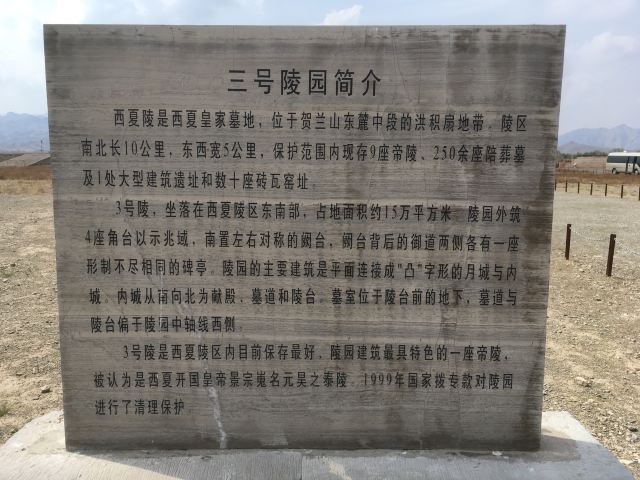 三号陵园简介
西夏陵是西夏皇家墓地，位于贺兰山东麓中段的洪积扇地带。陵区
南北长10公里，东西宽5公里，保护范围内现存9座帝陵、250余座陪葬墓
及1处大型建筑遗址和数十座砖瓦窑址。
3号陵，坐落在西夏陵区东南部，占地面积约15万平方米。陵园外筑
4座角台以示兆域，南置左右对称的阙台，阙台背后的御道两侧各有一座
形制不尽相同的碑亭。陵园的主要建筑是平面连接成"凸"字形的月城与内
城。内城从南向北为献殿、墓道和陵台。墓室位于陵台前的地下，墓道与
陵台偏于陵园中轴线西侧。
3号陵是西夏陵区内目前保存最好，陵园建筑最具特色的一座帝陵，
被认为是西夏开国皇帝景宗嵬名元昊之泰陵。1999年国家拨专款对陵园
进行了清理保护。